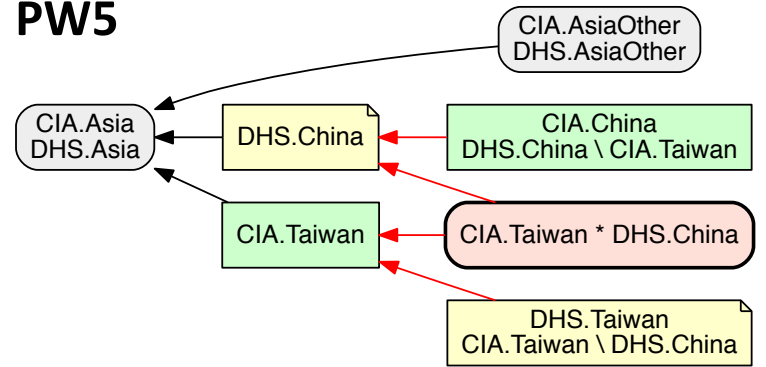 PW5
CIA.AsiaOther
DHS.AsiaOther
CIA.Asia
DHS.Asia
DHS.China
CIA.China
DHS.China \ CIA.Taiwan
CIA.Taiwan
CIA.Taiwan * DHS.China
DHS.Taiwan
CIA.Taiwan \ DHS.China